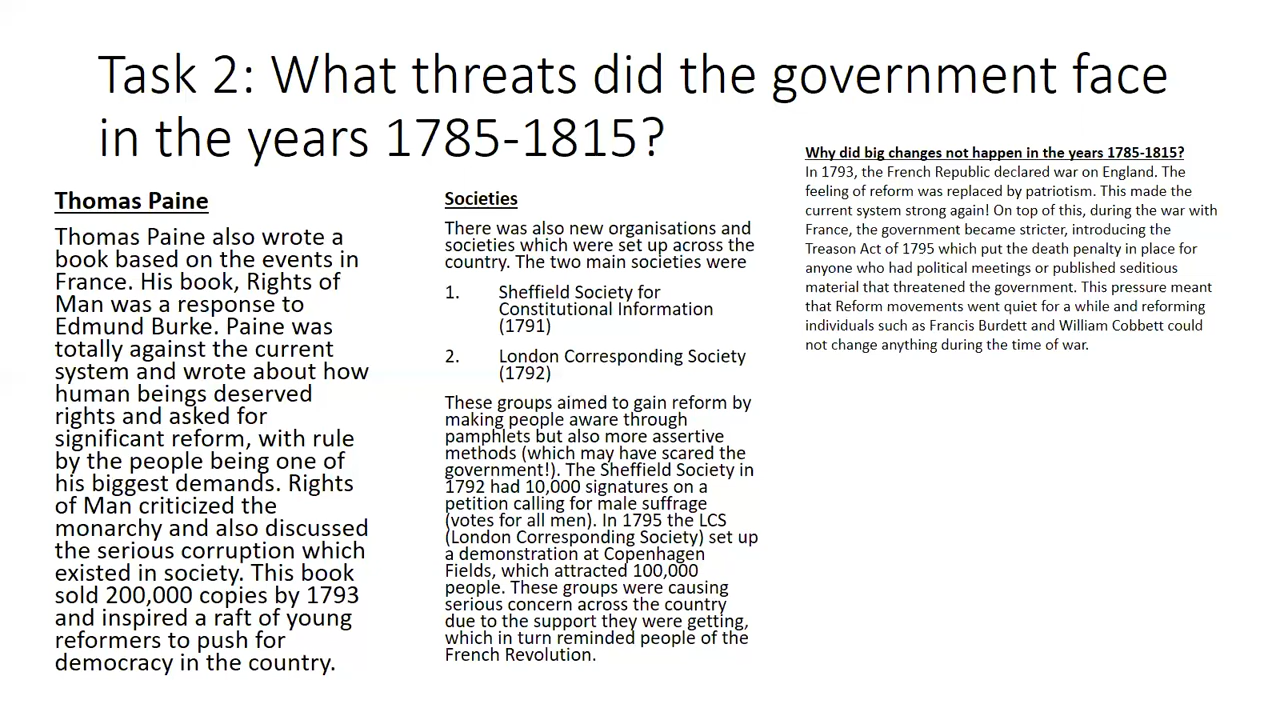 Task 2: What threats did the government face
in the years 1785-1815?
Thomas Paine
Thomas Paine also wrote a
book based on the events in
France. His book, Rights of
Man was a response to
Edmund Burke. Paine was
totally against the current
system and wrote about how
human beings deserved
rights and asked for
significant reform, with rule
by the people being one of
his biggest demands. Rights
of Man criticized the
monarchy and also discussed
the serious corruption which
existed in society. This book
sold 200,000 copies by 1793
and inspired a raft of young
reformers to push for
democracy in the country.
Societies
There was also new organisations and
societies which were set up across the
country. The two main societies were
1. Sheffield Society for
Constitutional Information
(1791)
2. London Corresponding Society
(1792)
These groups aimed to gain reform by
making people aware through
pamphlets but also more assertive
methods (which may have scared the
government!). The Sheffield Society in
1792 had 10,000 signatures on a
petition calling for male suffrage
(votes for all men). In 1795 the LCS
(London Corresponding Society) set up
a demonstration at Copenhagen
Fields, which attracted 100,000
people. These groups were causing
serious concern across the country
due to the support they were getting,
which in turn reminded people of the
French Revolution.
Why did big changes not happen in the years 1785-1815?
In 1793, the French Republic declared war on England. The
feeling of reform was replaced by patriotism. This made the
current system strong again! On top of this, during the war with
France, the government became stricter, introducing the
Treason Act of 1795 which put the death penalty in place for
anyone who had political meetings or published seditious
material that threatened the government. This pressure meant
that Reform movements went quiet for a while and reforming
individuals such as Francis Burdett and William Cobbett could
not change anything during the time of war.